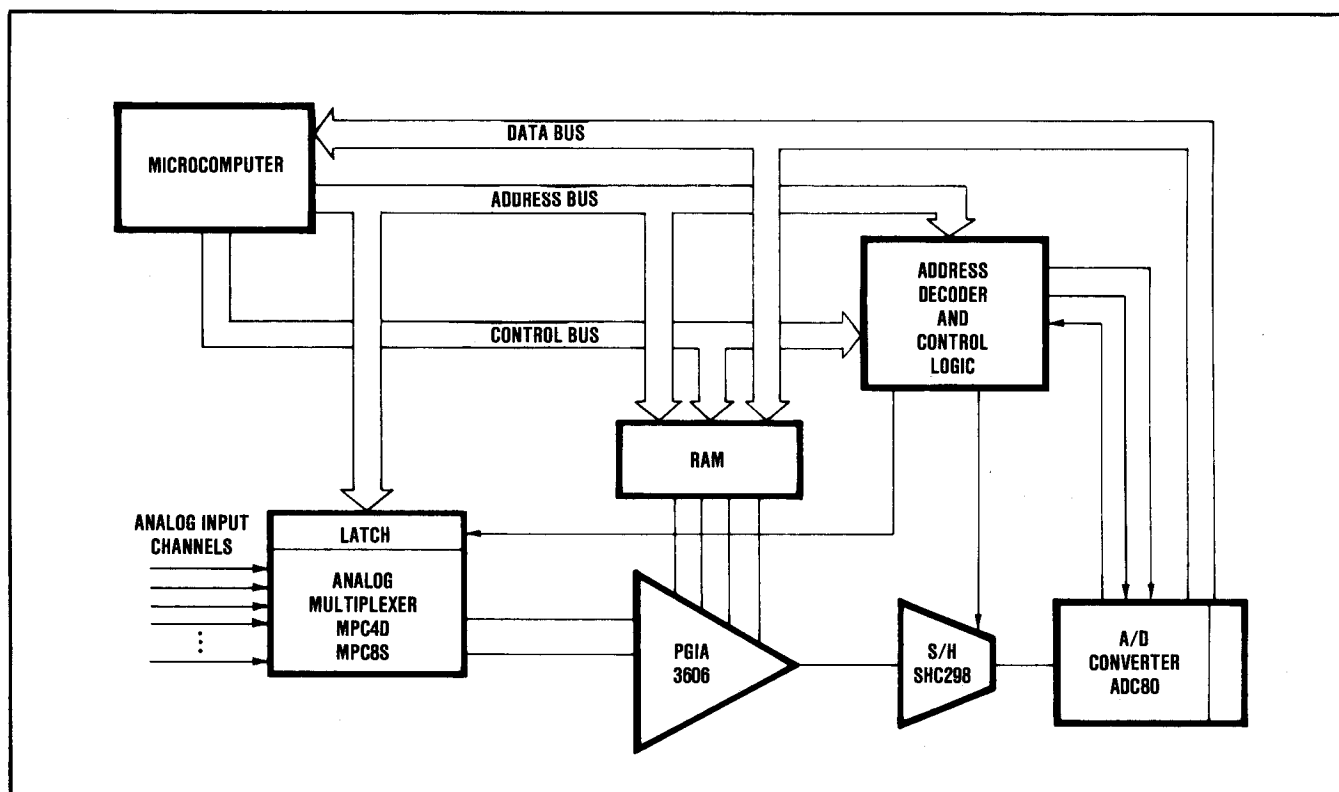 DATA BUS
MICROCOMPUTER
ADDRESS BUS
ADDRESS
DECODER
AND
CONTROL
LOGIC
CONTROL BUS
RAM
ANALOG INPUT
CHANNELS
LATCH
ANALOG
MULTIPLEXER
MPC4D
MPC8S
PGIA
3606
S/H
SHC298
A/D
CONVERTER
ADC80